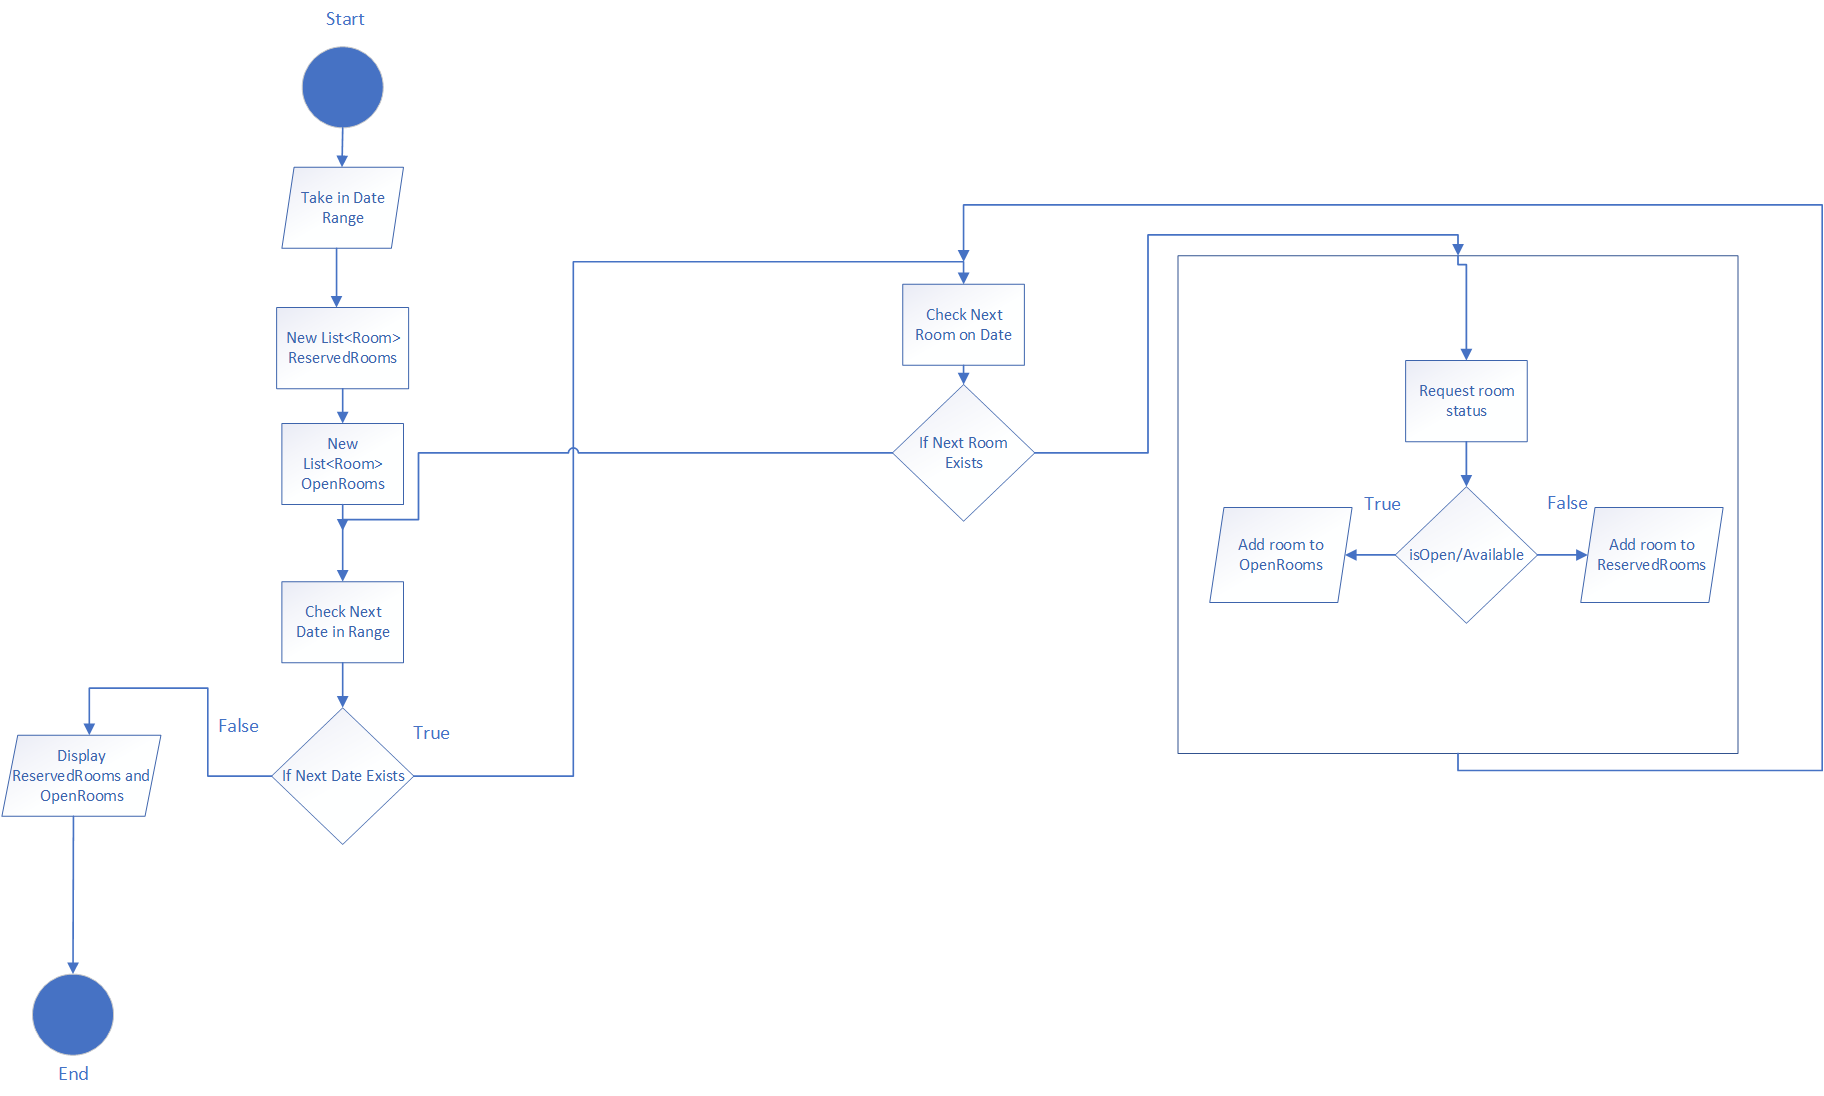 Start
Take in Date
Range
New List<Room>
ReservedRooms
New
List<Room>
OpenRooms
Check Next
Date in Range
If Next Date Exists
False
True
Display
ReservedRooms and
OpenRooms
End
Check Next
Room on Date
If Next Room
Exists
Request room
status
isOpen/Available
True
False
Add room to
OpenRooms
Add room to
ReservedRooms